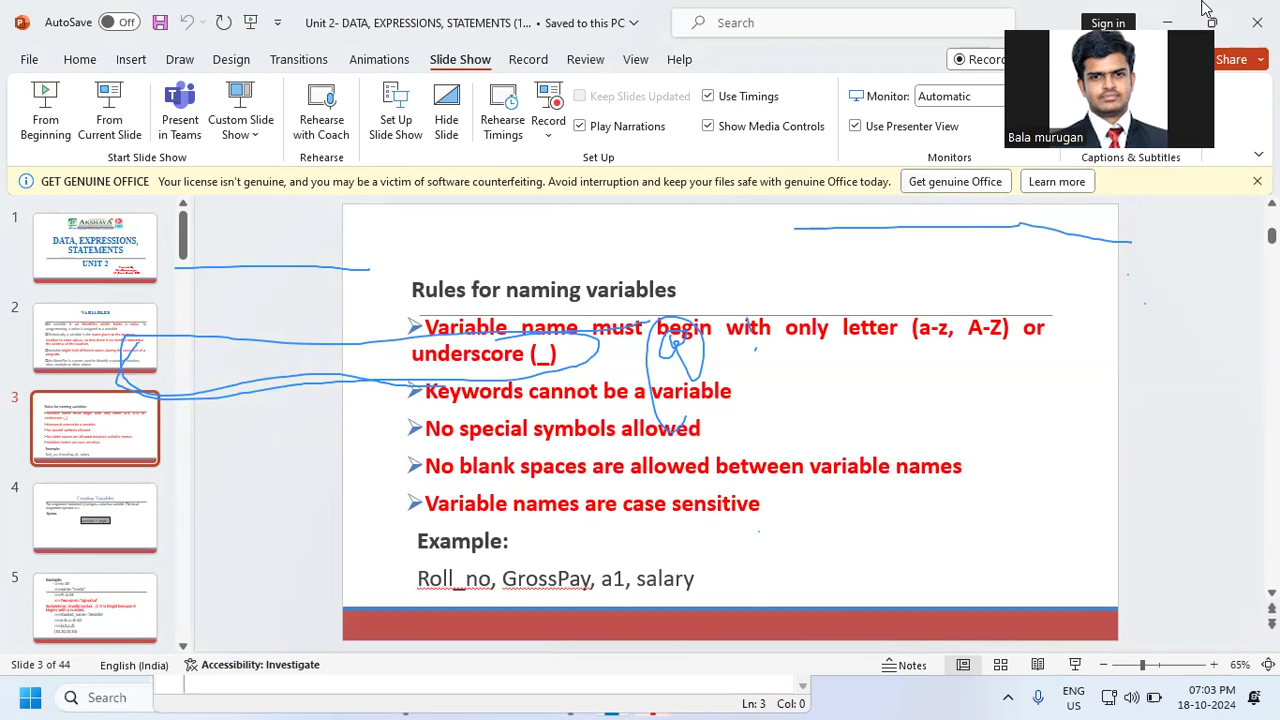 AutoSave Off Unit 2- DATA, EXPRESSIONS, STATEMENTS (1... • Saved to this PC Search Sign in
File Home Insert Draw Design Transitions Animations Slide Show Record Review View Help Record Share
From Beginning
From Current Slide
Present in Teams
Custom Slide Show
Rehearse with Coach
Set Up Slide Show
Hide Slide
Rehearse Timings
Record
Keep Slides Updated
Use Timings
Play Narrations
Show Media Controls
Monitor: Automatic
Use Presenter View
Bala murugan
Start Slide Show Rehearse Set Up Monitors Captions & Subtitles
GET GENUINE OFFICE Your license isn't genuine, and you may be a victim of software counterfeiting. Avoid interruption and keep your files safe with genuine Office today. Get genuine Office Learn more
1
AKSHAYA
DATA, EXPRESSIONS,
STATEMENTS
UNIT 2
2
VARIABLES
3
4
Creating Variables
5
Example:
Rules for naming variables
Variable name must begin with only letter (a-z, A-Z) or
underscore (_)
Keywords cannot be a variable
No special symbols allowed
No blank spaces are allowed between variable names
Variable names are case sensitive
Example:
Roll_no, GrossPay, a1, salary
Slide 3 of 44 English (India) Accessibility: Investigate Notes 65%
Search Ln: 3 Col: 0 ENG US 07:03 PM 18-10-2024